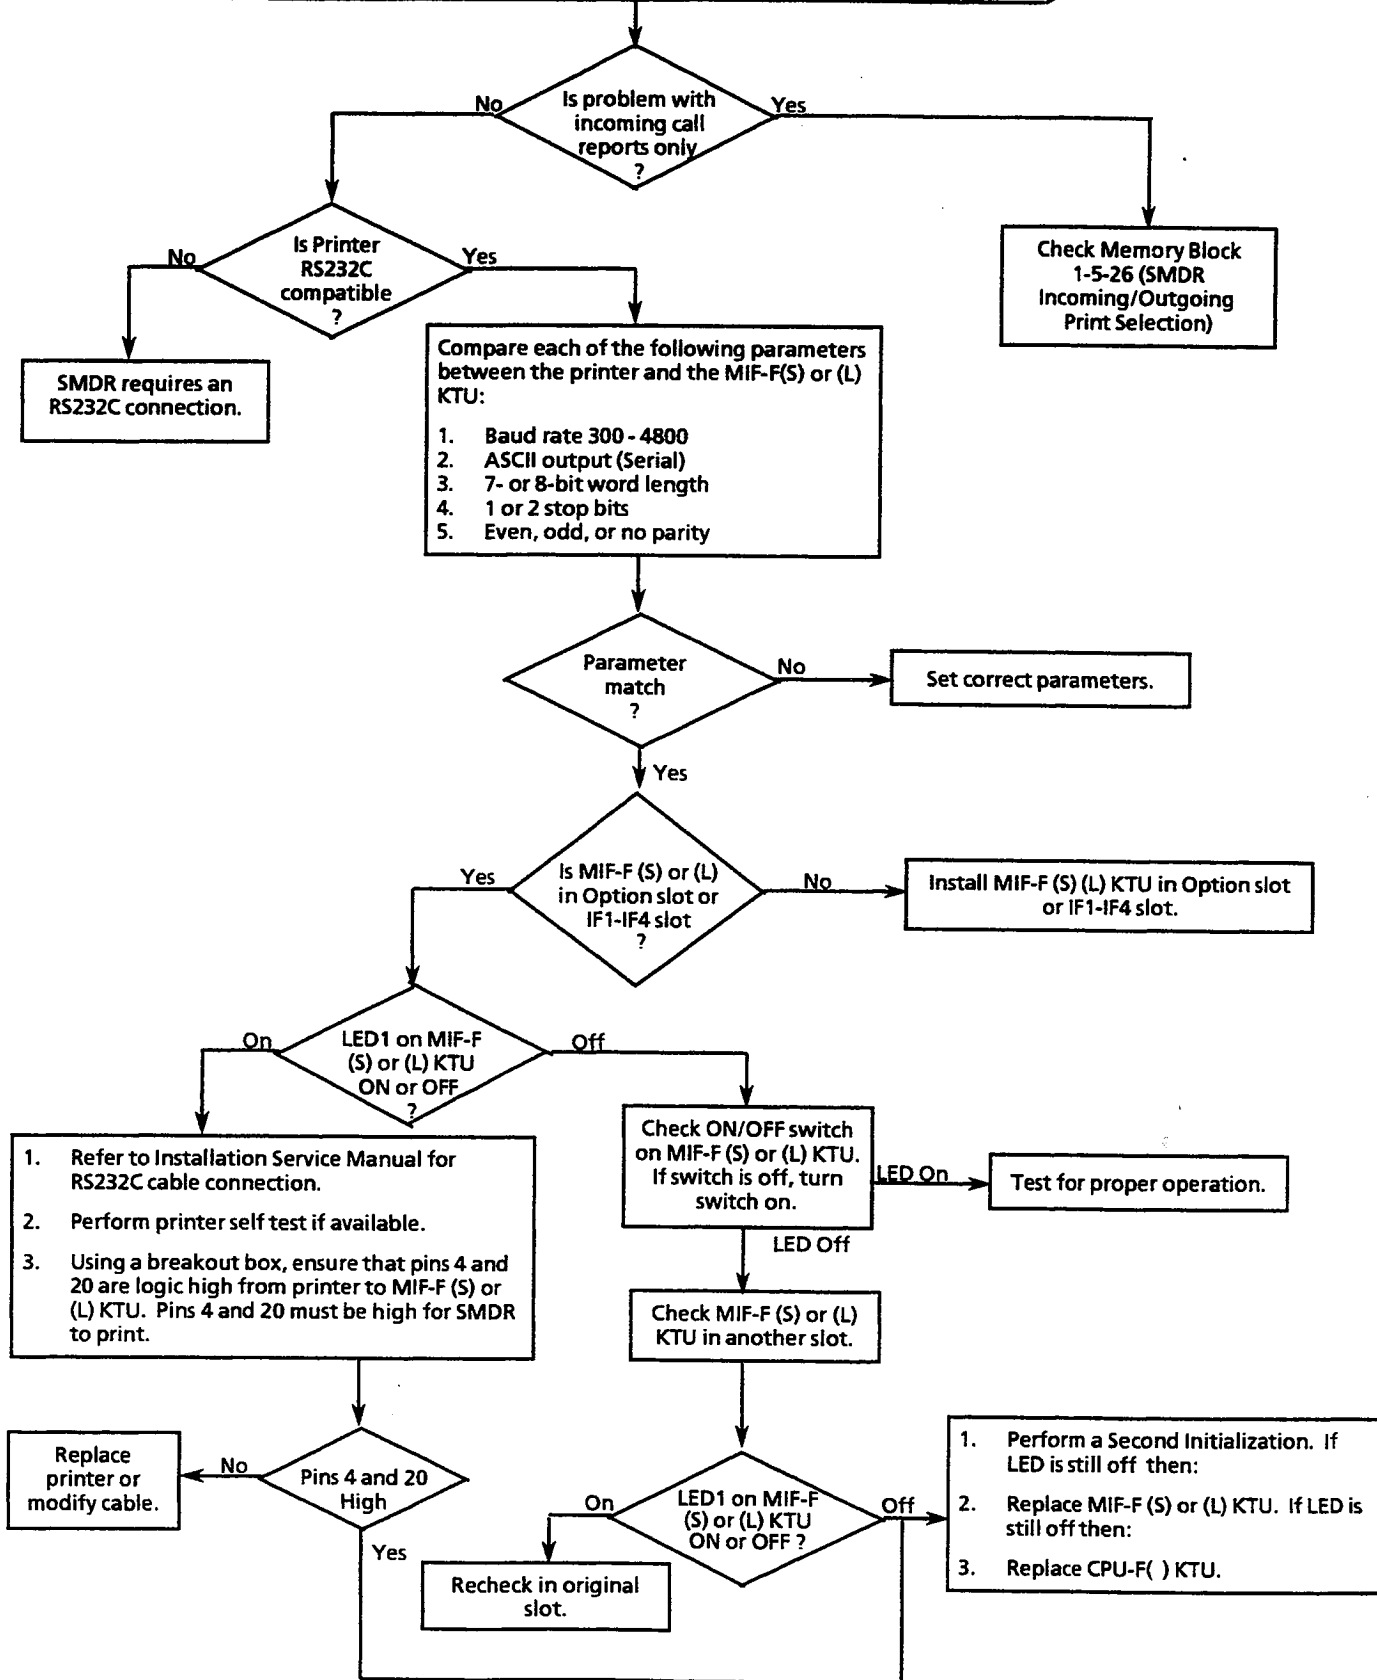 Is problem with
incoming call
reports only
?
No
Yes
Is Printer
RS232C
compatible
?
No
Yes
Check Memory Block
1-5-26 (SMDR
Incoming/Outgoing
Print Selection)
SMDR requires an
RS232C connection.
Compare each of the following parameters
between the printer and the MIF-F(S) or (L)
KTU:
1. Baud rate 300 - 4800
2. ASCII output (Serial)
3. 7- or 8-bit word length
4. 1 or 2 stop bits
5. Even, odd, or no parity
Parameter
match
?
No
Set correct parameters.
Yes
Is MIF-F (S) or (L)
in Option slot or
IF1-IF4 slot
?
Yes
No
Install MIF-F (S) (L) KTU in Option slot
or IF1-IF4 slot.
LED1 on MIF-F
(S) or (L) KTU
ON or OFF
?
On
Off
1. Refer to Installation Service Manual for
RS232C cable connection.
2. Perform printer self test if available.
3. Using a breakout box, ensure that pins 4 and
20 are logic high from printer to MIF-F (S) or
(L) KTU. Pins 4 and 20 must be high for SMDR
to print.
Check ON/OFF switch
on MIF-F (S) or (L) KTU.
If switch is off, turn
switch on.
LED On
Test for proper operation.
LED Off
Check MIF-F (S) or (L)
KTU in another slot.
Replace
printer or
modify cable.
No
Pins 4 and 20
High
Yes
On
LED1 on MIF-F
(S) or (L) KTU
ON or OFF ?
Off
Recheck in original
slot.
1. Perform a Second Initialization. If
LED is still off then:
2. Replace MIF-F (S) or (L) KTU. If LED is
still off then:
3. Replace CPU-F( ) KTU.